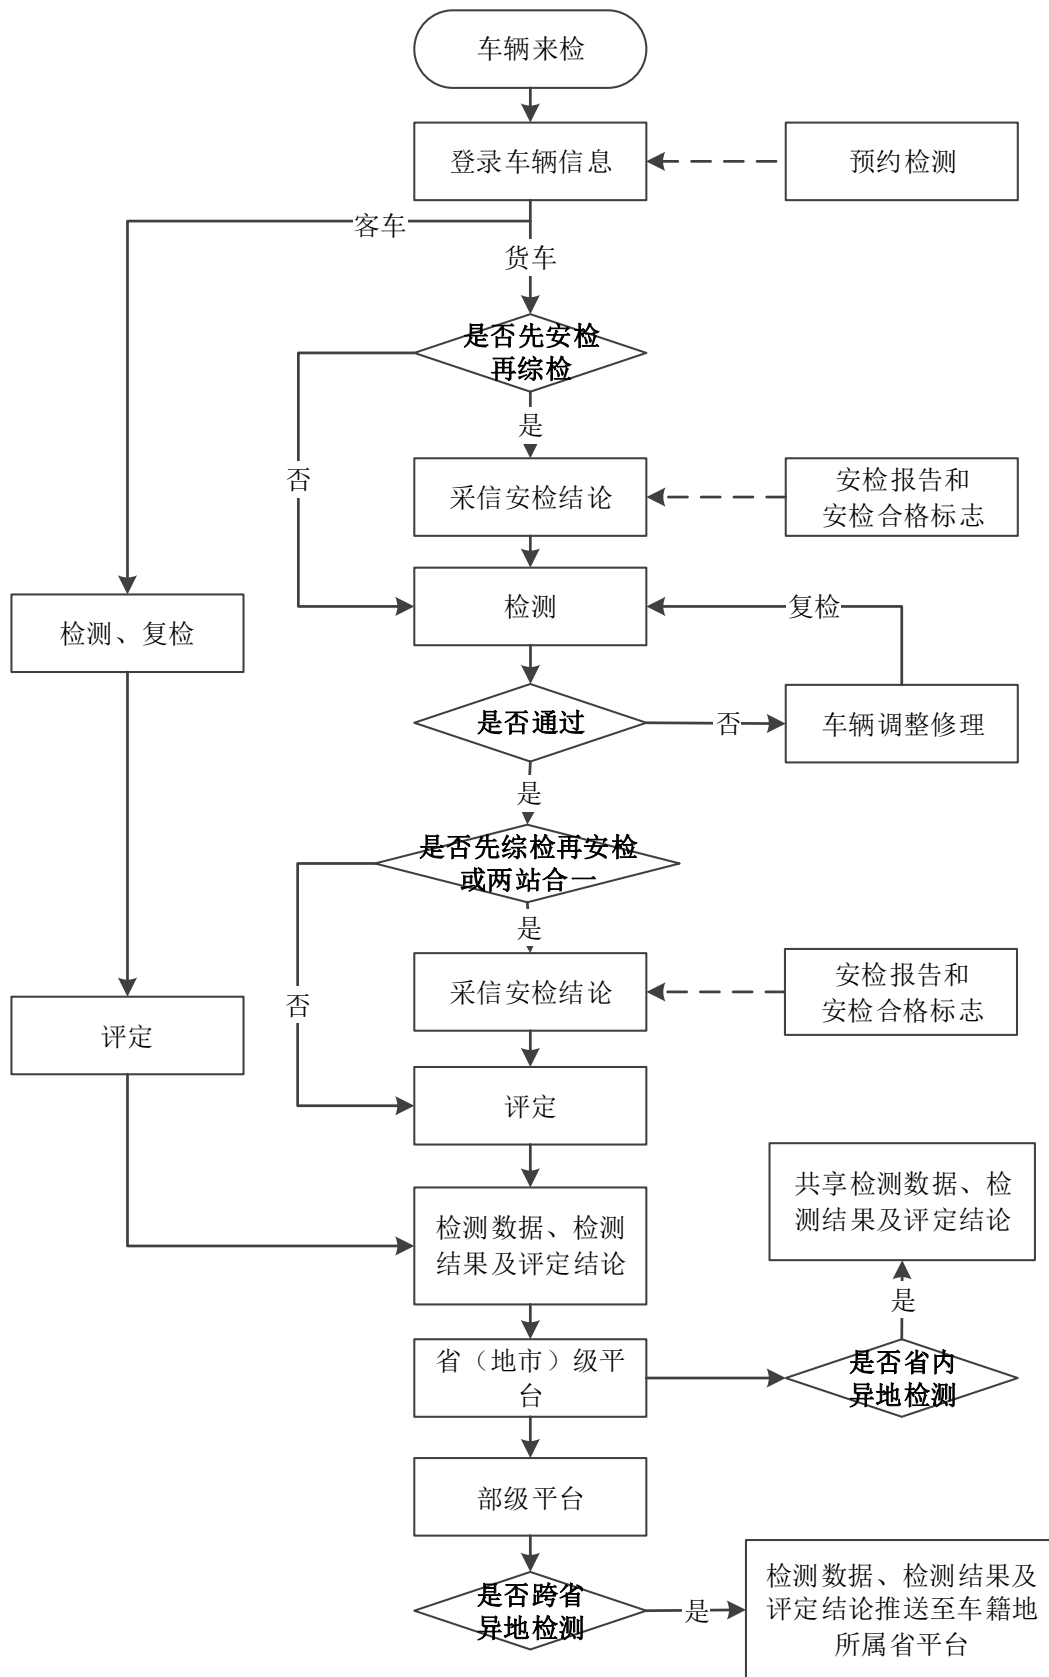 车辆来检
登录车辆信息
预约检测
客车
货车
是否先安检
再综检
是
否
采信安检结论
安检报告和
安检合格标志
检测
复检
检测、复检
是否通过
否
车辆调整修理
是
是否先综检再安检
或两站合一
是
采信安检结论
安检报告和
安检合格标志
否
评定
评定
共享检测数据、检
测结果及评定结论
检测数据、检测
结果及评定结论
是
省（地市）级平
台
是否省内
异地检测
部级平台
是否跨省
异地检测
是
检测数据、检测结果及
评定结论推送至车籍地
所属省平台